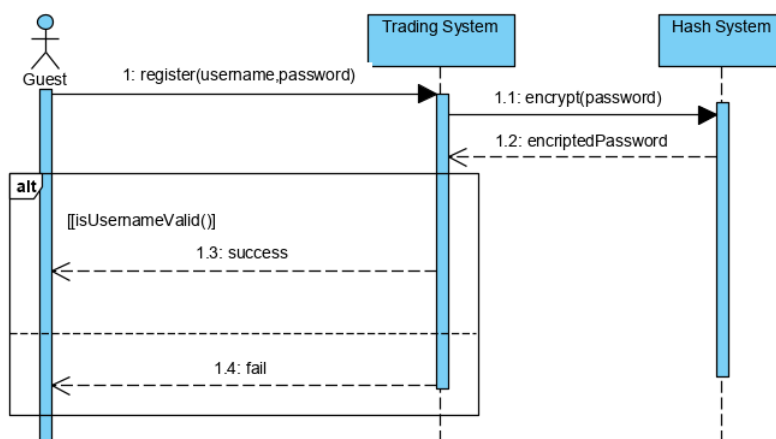 Trading System
Hash System
Guest
1: register(username,password)
1.1: encrypt(password)
1.2: encriptedPassword
alt
[[isUsernameValid()]
1.3: success
1.4: fail